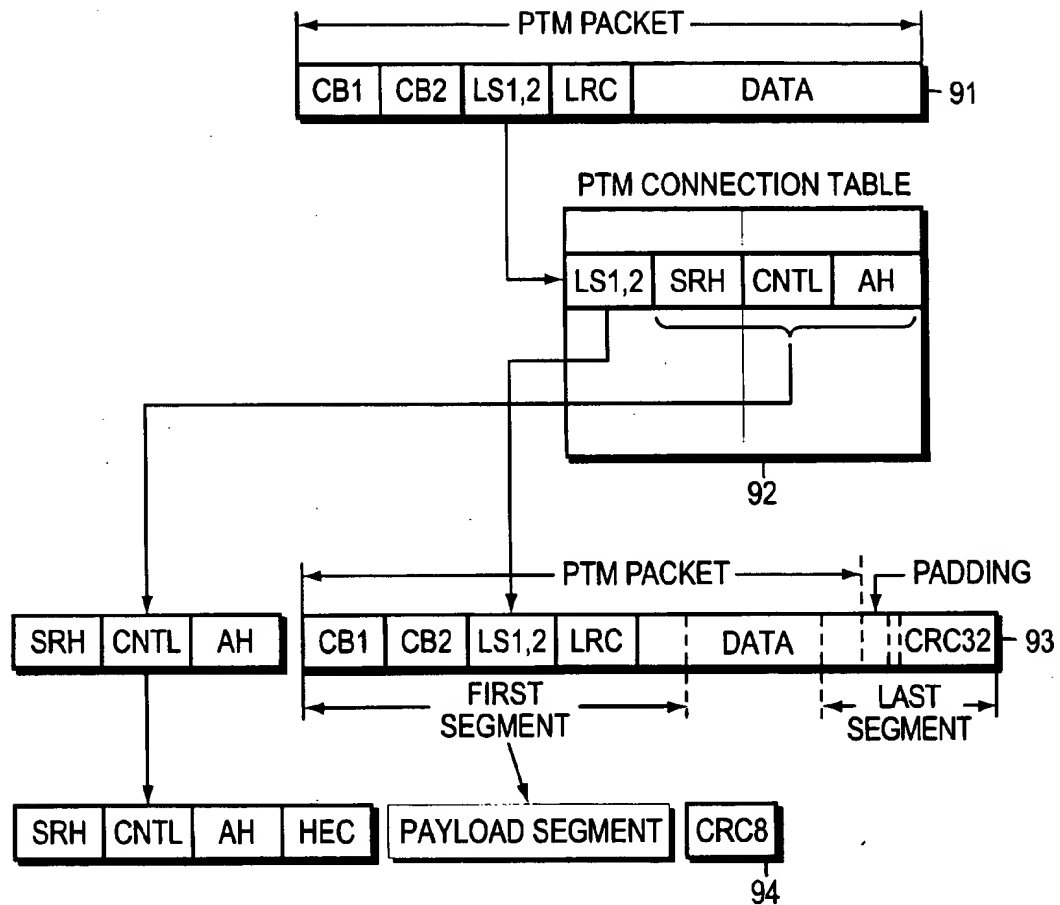 PTM PACKET
CB1 CB2 LS1,2 LRC DATA 91
PTM CONNECTION TABLE
LS1,2 SRH CNTL AH
92
PTM PACKET PADDING
SRH CNTL AH CB1 CB2 LS1,2 LRC DATA CRC32 93
FIRST SEGMENT
LAST SEGMENT
SRH CNTL AH HEC PAYLOAD SEGMENT CRC8
94